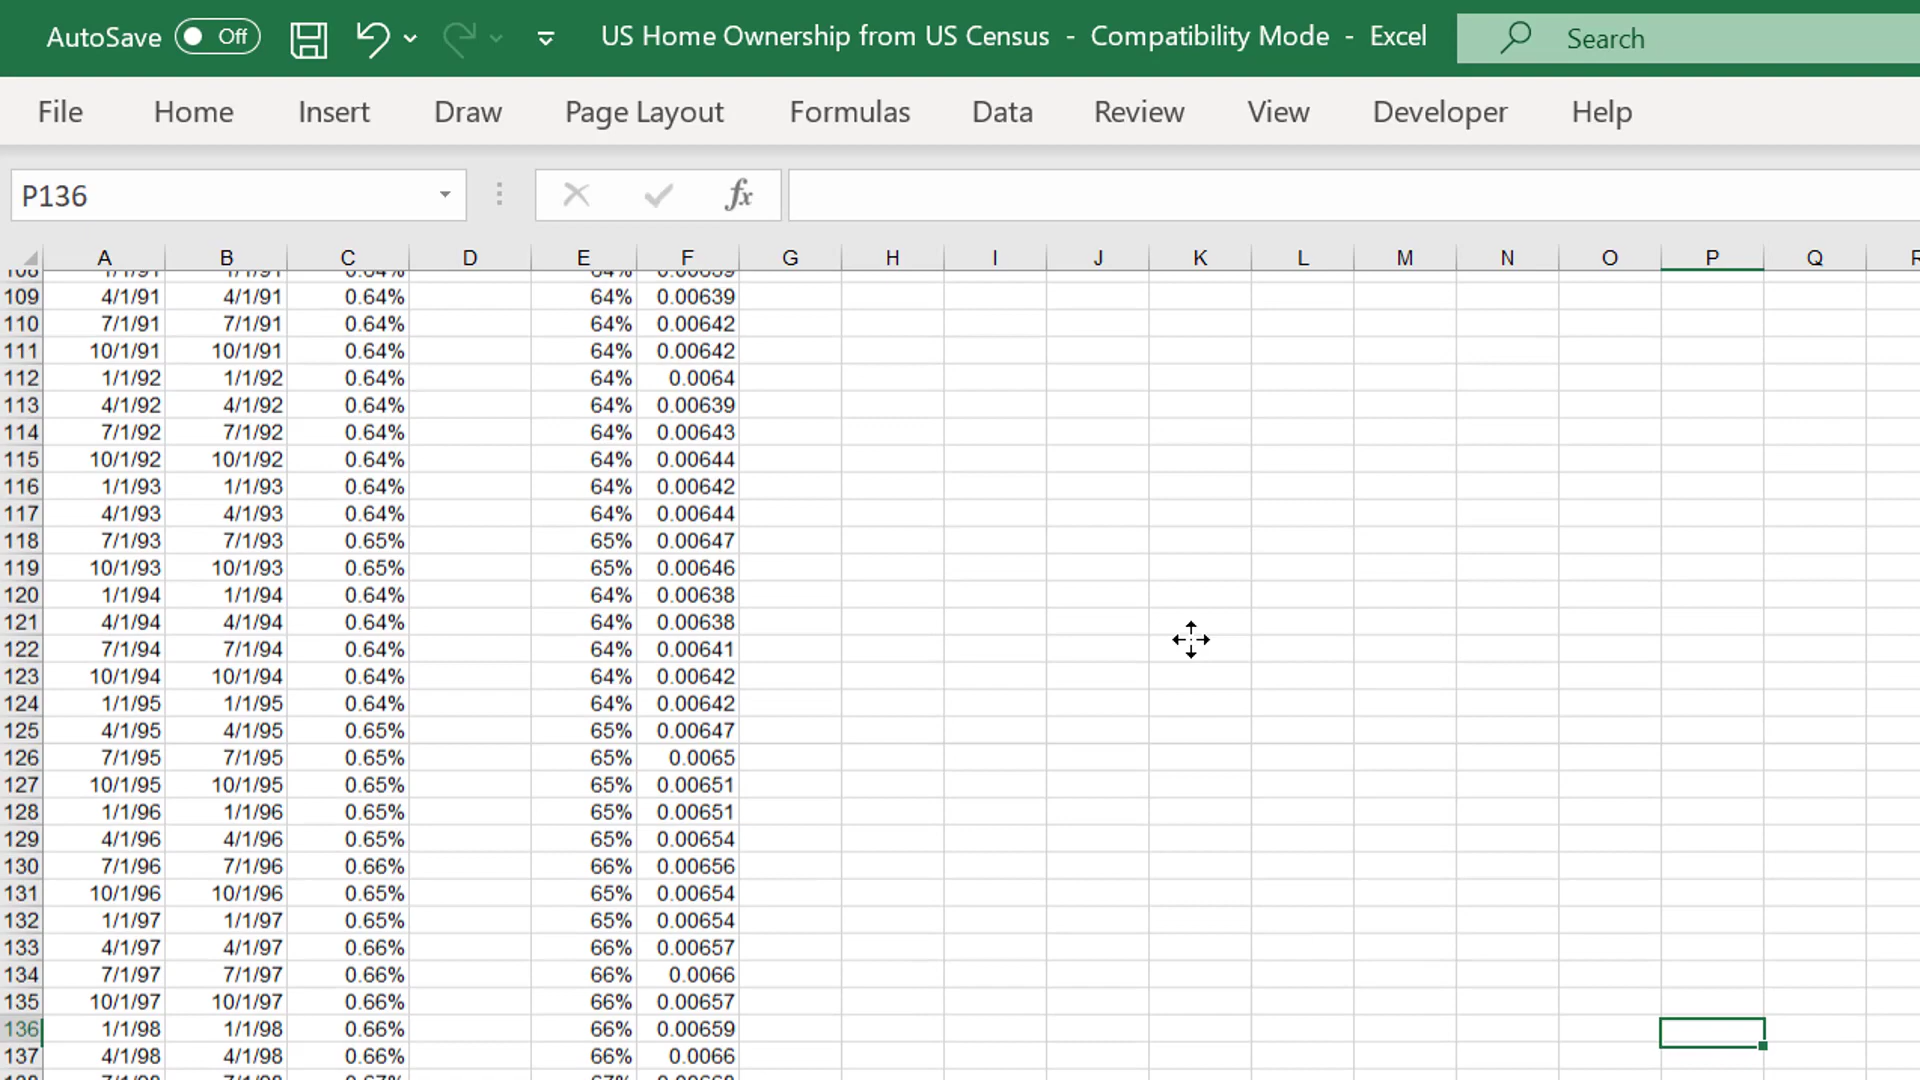 AutoSave Off US Home Ownership from US Census - Compatibility Mode - Excel Search
File Home Insert Draw Page Layout Formulas Data Review View Developer Help
P136 fx
A B C D E F G H I J K L M N O P Q R
108 1/1/91 1/1/91 0.64% 64% 0.00639
109 4/1/91 4/1/91 0.64% 64% 0.00639
110 7/1/91 7/1/91 0.64% 64% 0.00642
111 10/1/91 10/1/91 0.64% 64% 0.00642
112 1/1/92 1/1/92 0.64% 64% 0.0064
113 4/1/92 4/1/92 0.64% 64% 0.00639
114 7/1/92 7/1/92 0.64% 64% 0.00643
115 10/1/92 10/1/92 0.64% 64% 0.00644
116 1/1/93 1/1/93 0.64% 64% 0.00642
117 4/1/93 4/1/93 0.64% 64% 0.00644
118 7/1/93 7/1/93 0.65% 65% 0.00647
119 10/1/93 10/1/93 0.65% 65% 0.00646
120 1/1/94 1/1/94 0.64% 64% 0.00638
121 4/1/94 4/1/94 0.64% 64% 0.00638
122 7/1/94 7/1/94 0.64% 64% 0.00641
123 10/1/94 10/1/94 0.64% 64% 0.00642
124 1/1/95 1/1/95 0.64% 64% 0.00642
125 4/1/95 4/1/95 0.65% 65% 0.00647
126 7/1/95 7/1/95 0.65% 65% 0.0065
127 10/1/95 10/1/95 0.65% 65% 0.00651
128 1/1/96 1/1/96 0.65% 65% 0.00651
129 4/1/96 4/1/96 0.65% 65% 0.00654
130 7/1/96 7/1/96 0.66% 66% 0.00656
131 10/1/96 10/1/96 0.65% 65% 0.00654
132 1/1/97 1/1/97 0.65% 65% 0.00654
133 4/1/97 4/1/97 0.66% 66% 0.00657
134 7/1/97 7/1/97 0.66% 66% 0.0066
135 10/1/97 10/1/97 0.66% 66% 0.00657
136 1/1/98 1/1/98 0.66% 66% 0.00659
137 4/1/98 4/1/98 0.66% 66% 0.0066